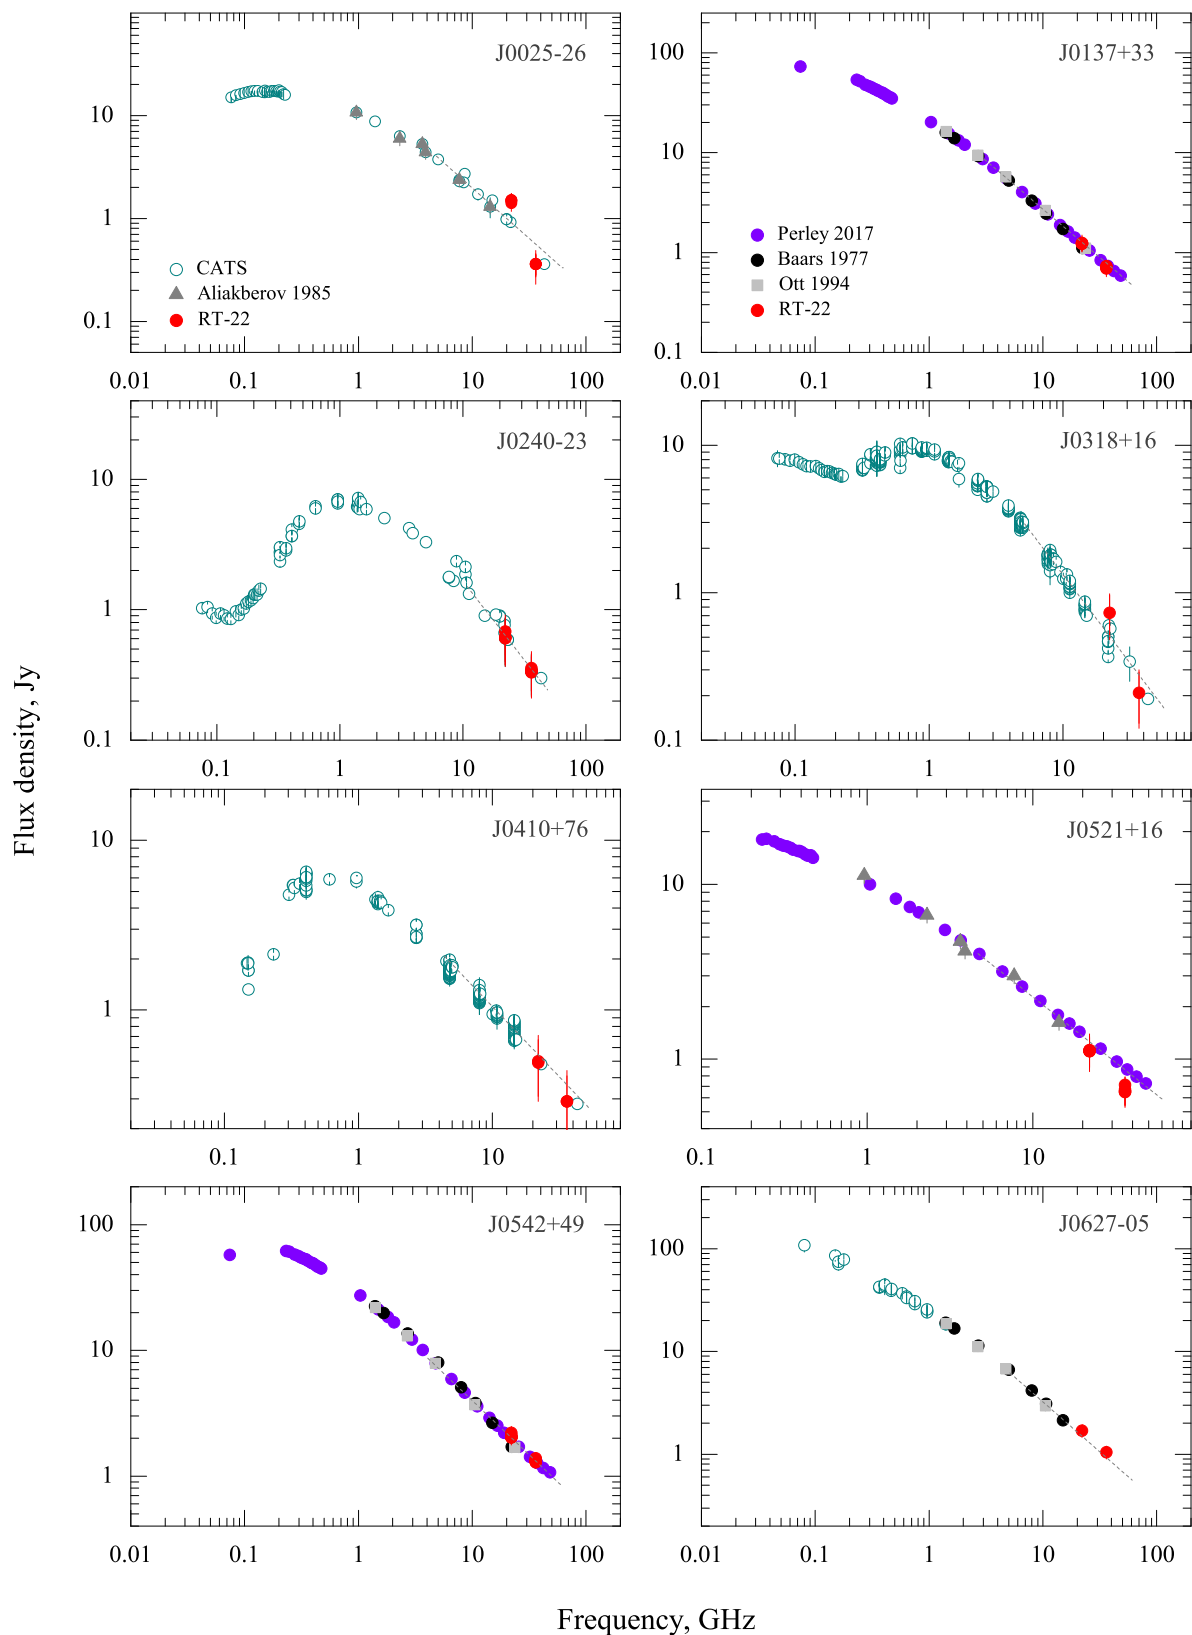 J0025-26
10
1
0.1
CATS
Aliakberov 1985
RT-22
0.01 0.1 1 10 100
J0137+33
100
10
1
0.1
Perley 2017
Baars 1977
Ott 1994
RT-22
0.01 0.1 1 10 100
J0240-23
10
1
0.1
0.1 1 10 100
J0318+16
10
1
0.1
0.1 1 10
Flux density, Jy
J0410+76
10
1
0.1 1 10
J0521+16
10
1
0.1 1 10
J0542+49
100
10
1
0.01 0.1 1 10 100
J0627-05
100
10
1
0.01 0.1 1 10 100
Frequency, GHz